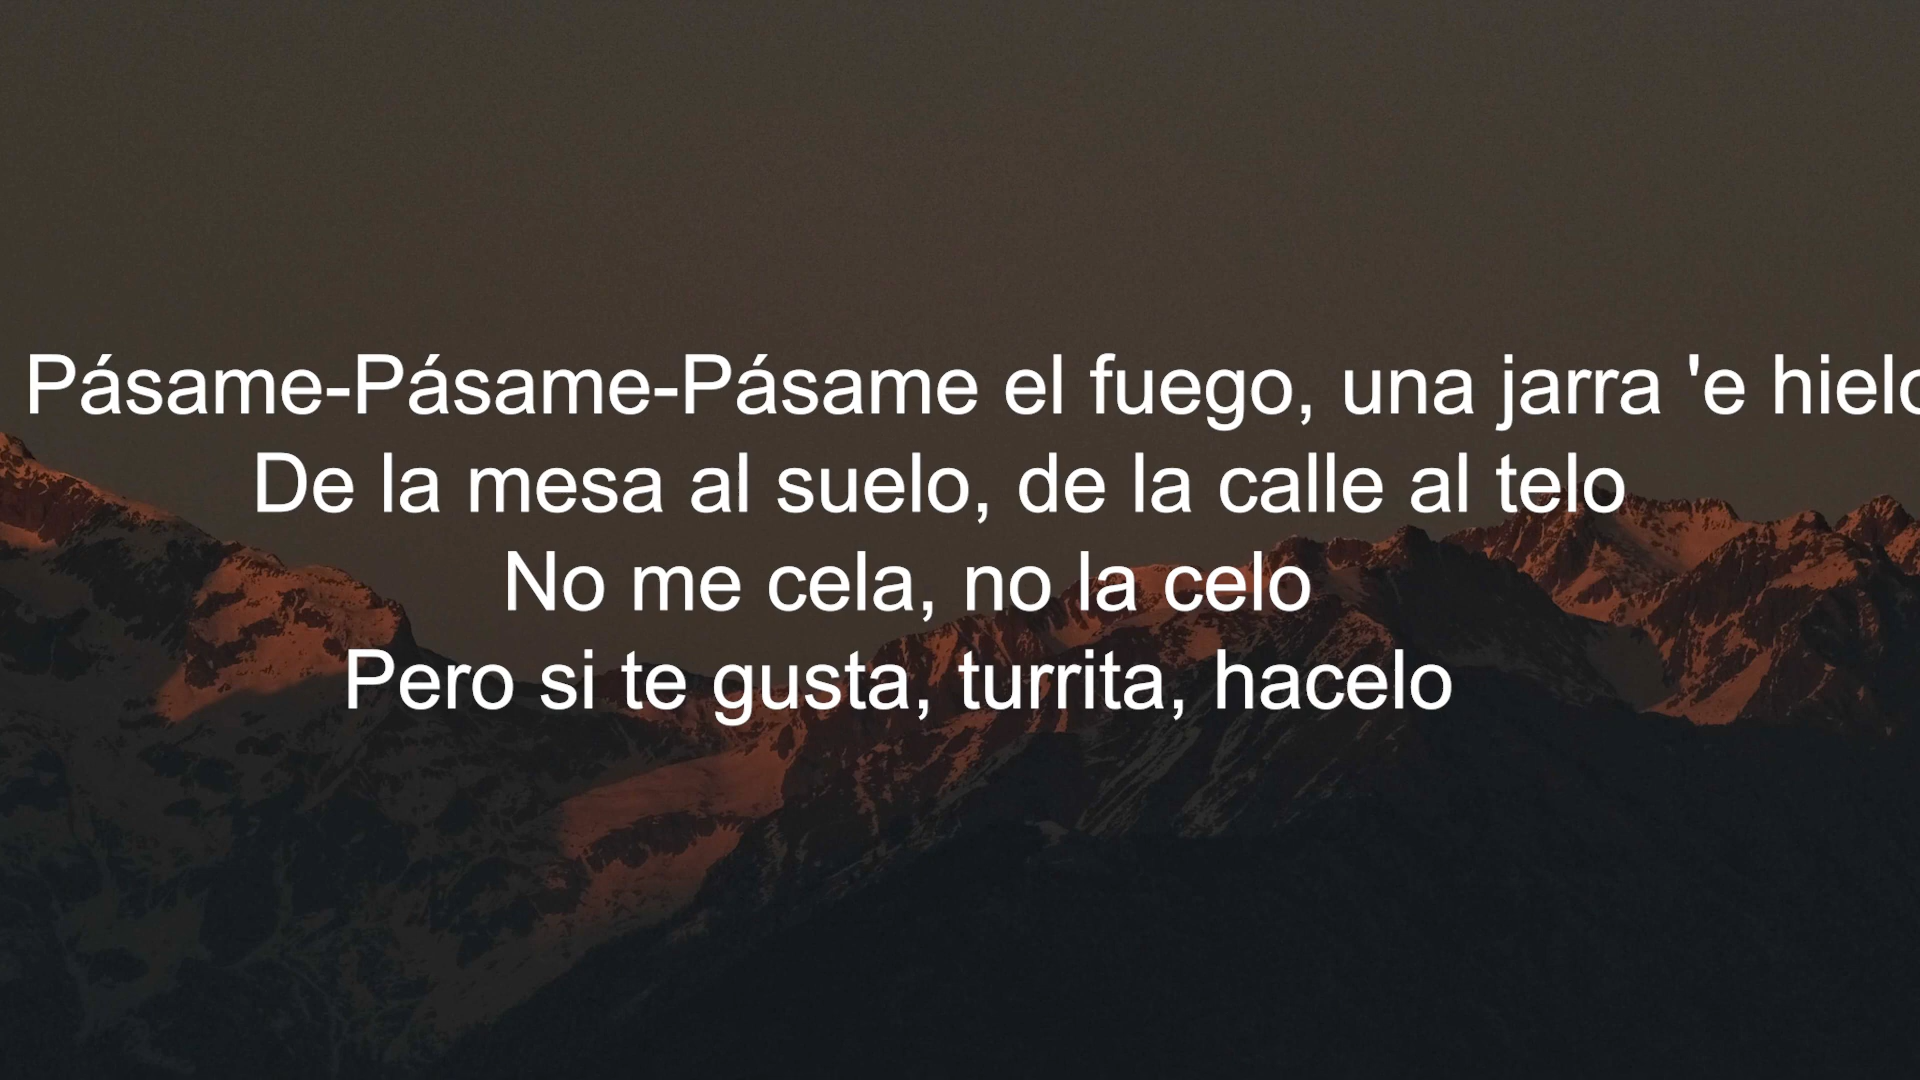 Pásame-Pásame-Pásame el fuego, una jarra 'e hielo
De la mesa al suelo, de la calle al telo
No me cela, no la celo
Pero si te gusta, turrita, hacelo